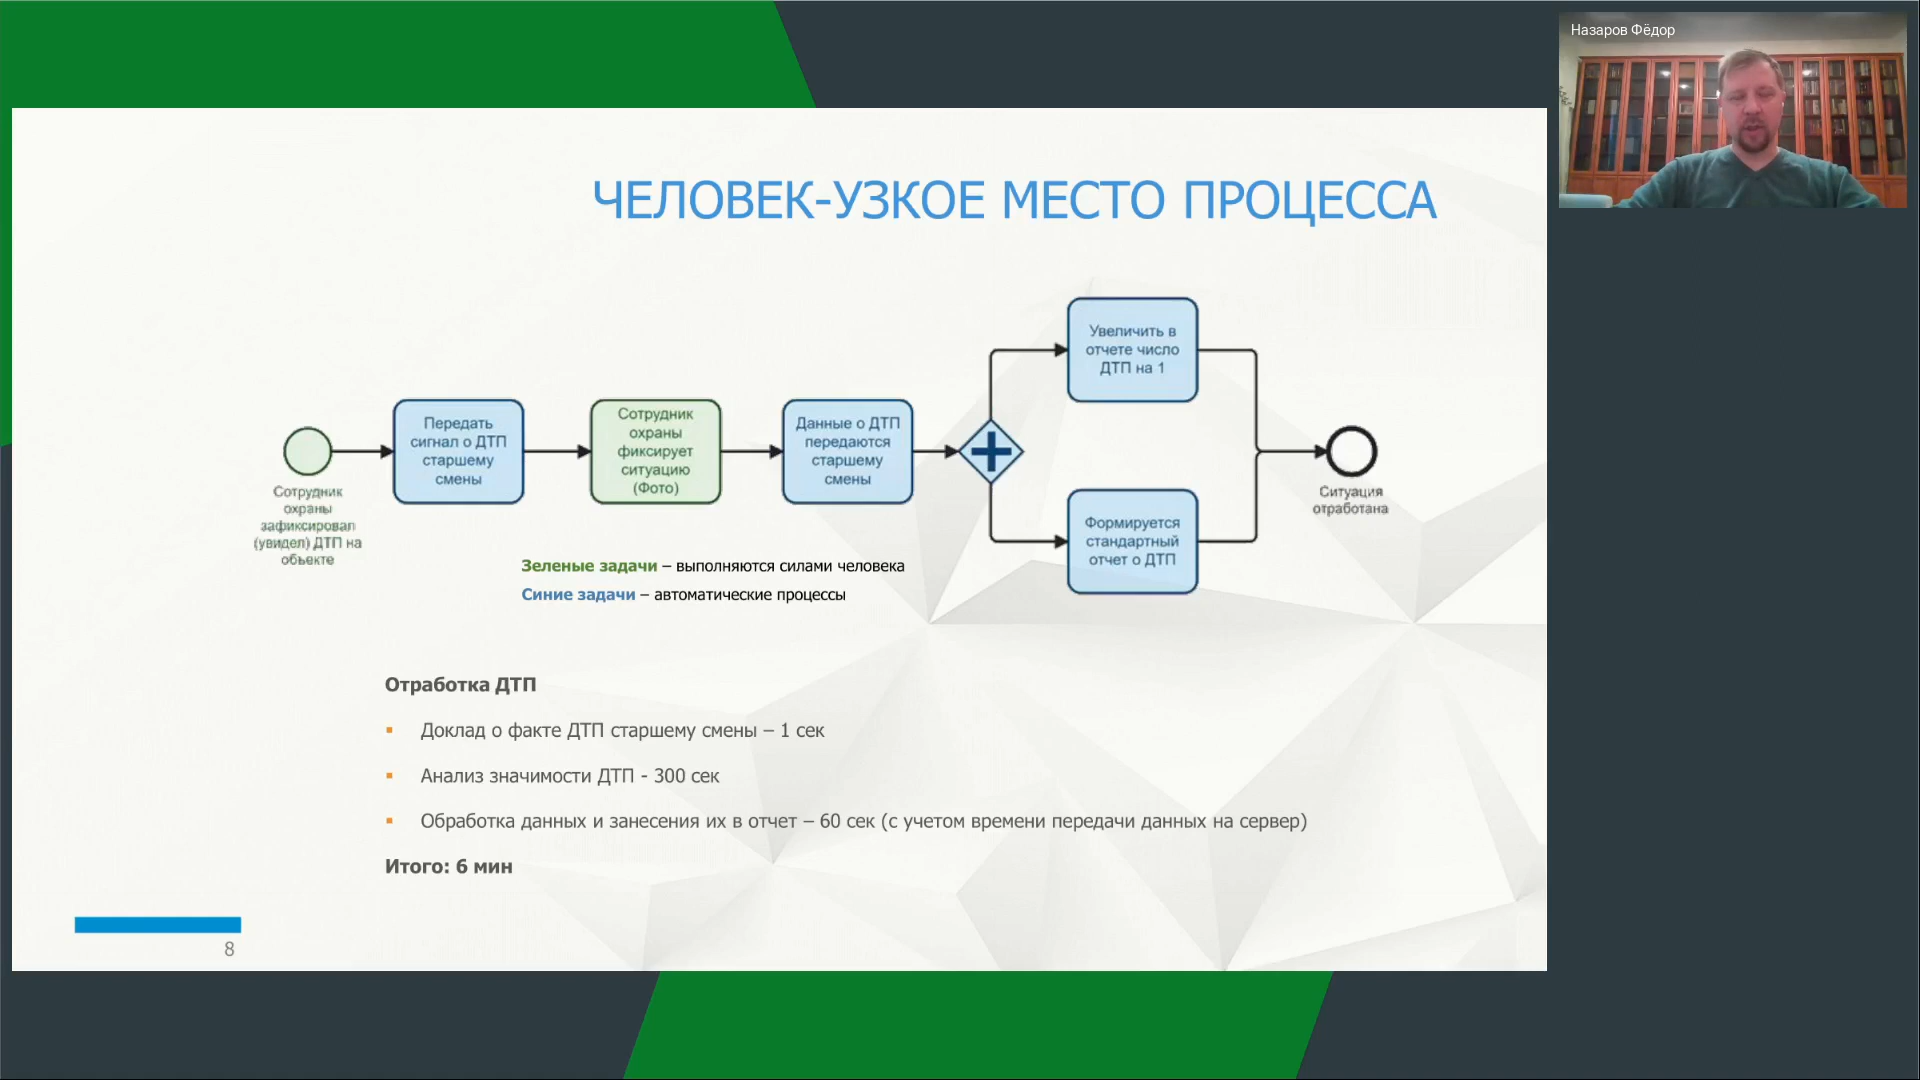 Назаров Фёдор
ЧЕЛОВЕК-УЗКОЕ МЕСТО ПРОЦЕССА
Сотрудник
охраны
зафиксировал
(увидел) ДТП на
объекте
Передать
сигнал о ДТП
старшему
смены
Сотрудник
охраны
фиксирует
ситуацию
(Фото)
Данные о ДТП
передаются
старшему
смены
Увеличить в
отчете число
ДТП на 1
Формируется
стандартный
отчет о ДТП
Ситуация
отработана
Зеленые задачи – выполняются силами человека
Синие задачи – автоматические процессы
Отработка ДТП
▪ Доклад о факте ДТП старшему смены – 1 сек
▪ Анализ значимости ДТП - 300 сек
▪ Обработка данных и занесения их в отчет – 60 сек (с учетом времени передачи данных на сервер)
Итого: 6 мин
8